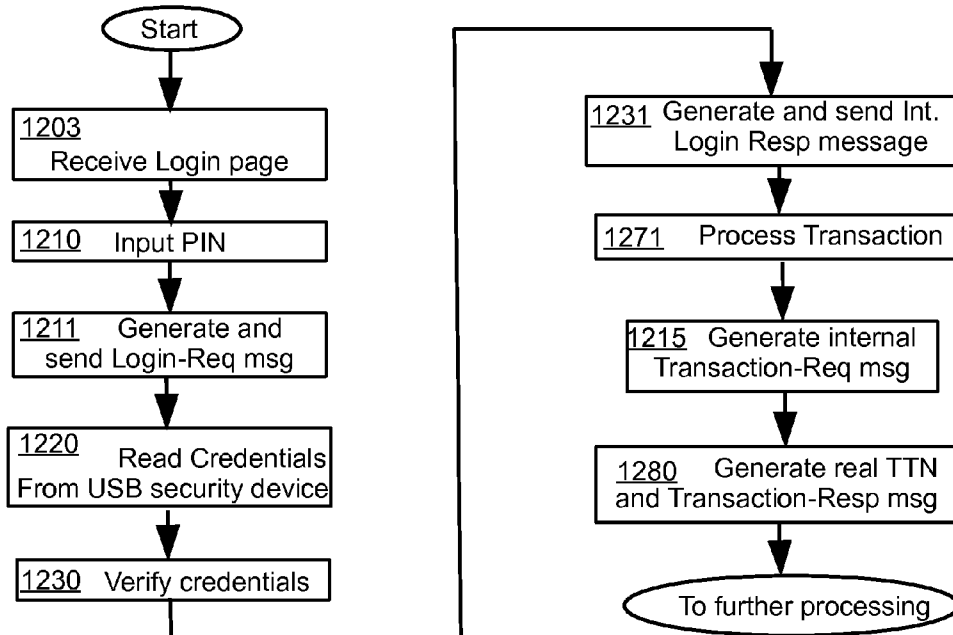 Start
1203
Receive Login page
1210 Input PIN
1211 Generate and
send Login-Req msg
1220
Read Credentials
From USB security device
1230 Verify credentials
1231 Generate and send Int.
Login Resp message
1271 Process Transaction
1215 Generate internal
Transaction-Req msg
1280 Generate real TTN
and Transaction-Resp msg
To further processing